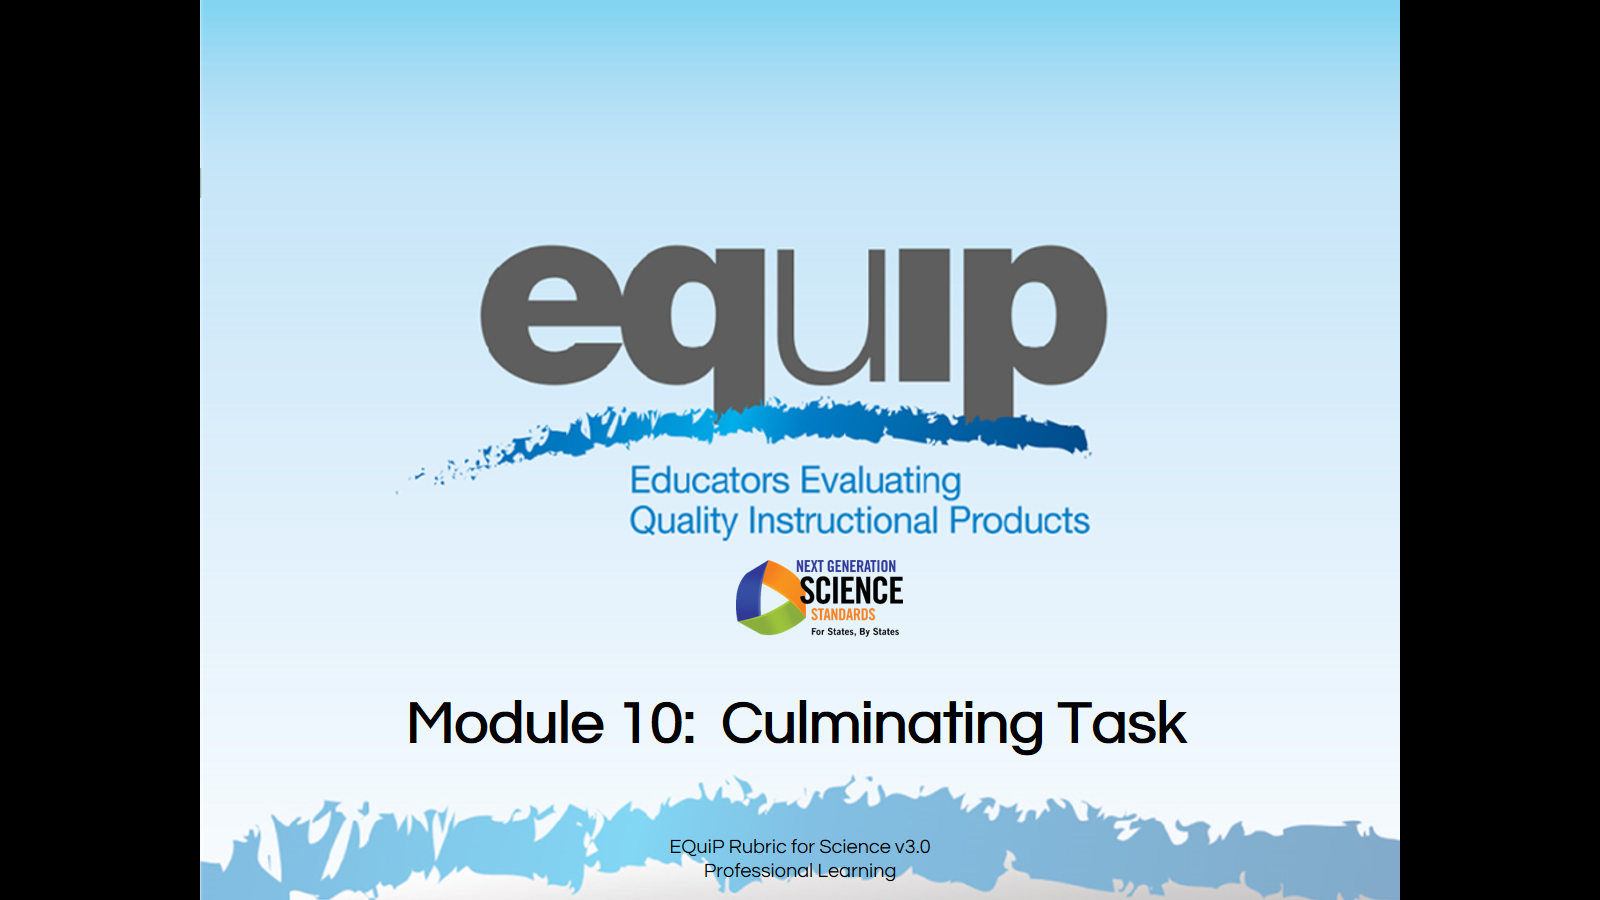 equip
Educators Evaluating
Quality Instructional Products
NEXT GENERATION
SCIENCE
STANDARDS
For States, By States
Module 10:  Culminating Task
EQuiP Rubric for Science v3.0
Professional Learning